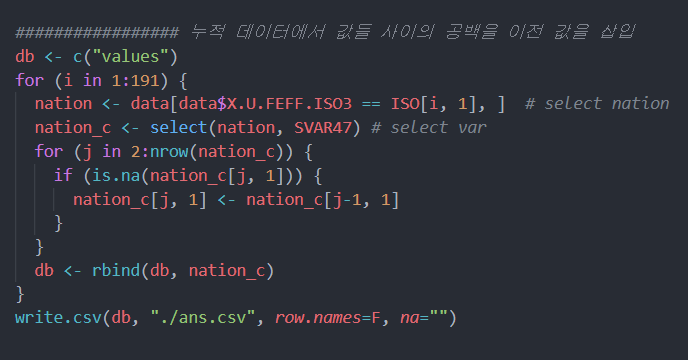 ################# 누적 데이터에서 값들 사이의 공백을 이전 값을 삽입
db <- c("values")
for (i in 1:191) {
  nation <- data[data$X.U.FEFF.ISO3 == ISO[i, 1], ]  # select nation
  nation_c <- select(nation, SVAR47) # select var
  for (j in 2:nrow(nation_c)) {
    if (is.na(nation_c[j, 1])) {
      nation_c[j, 1] <- nation_c[j-1, 1]
    }
  }
  db <- rbind(db, nation_c)
}
write.csv(db, "./ans.csv", row.names=F, na="")